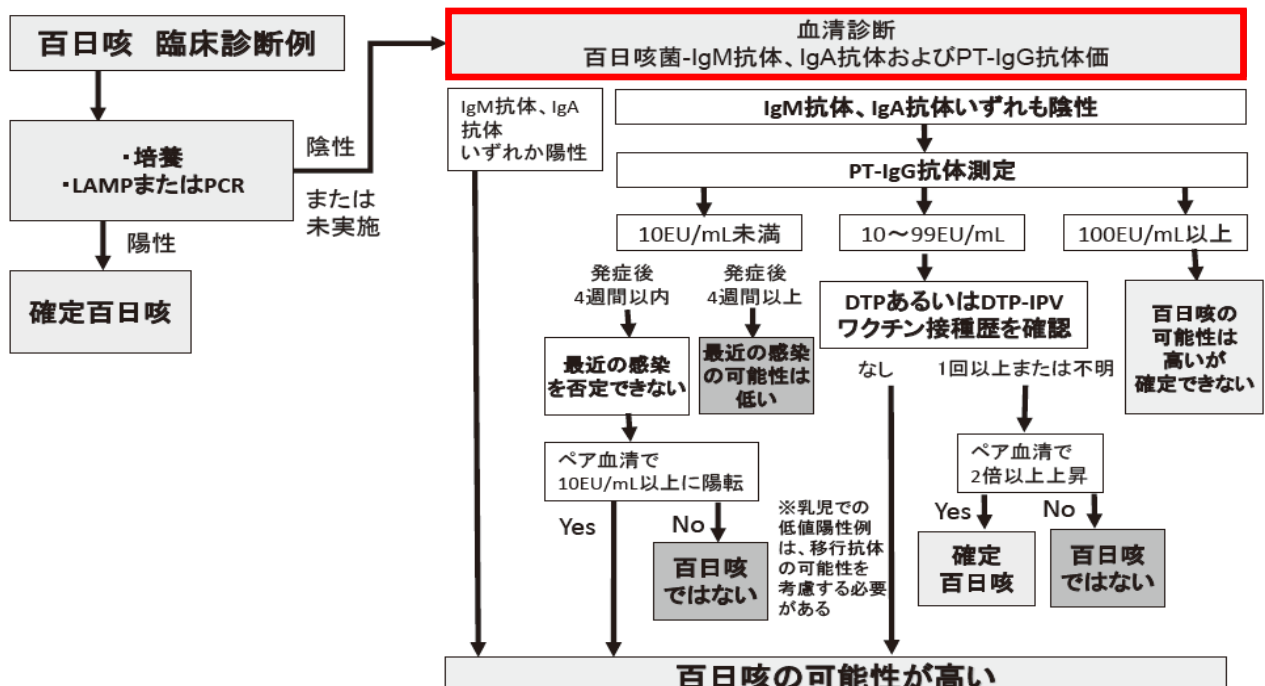 百日咳 臨床診断例
・培養
・LAMPまたはPCR
陰性
または
未実施
陽性
確定百日咳
血清診断
百日咳菌-IgM抗体、IgA抗体およびPT-IgG抗体価
IgM抗体、IgA
抗体
いずれか陽性
IgM抗体、IgA抗体いずれも陰性
PT-IgG抗体測定
10EU/mL未満
10～99EU/mL
100EU/mL以上
発症後
4週間以内
発症後
4週間以上
DTPあるいはDTP-IPV
ワクチン接種歴を確認
百日咳の
可能性は
高いが
確定できない
最近の感染
を否定できない
最近の感染
の可能性は
低い
なし
1回以上または不明
ペア血清で
10EU/mL以上に陽転
ペア血清で
2倍以上上昇
Yes
No
※乳児での
低値陽性例
は、移行抗体
の可能性を
考慮する必要
がある
Yes
No
百日咳
ではない
確定
百日咳
百日咳
ではない
百日咳の可能性が高い